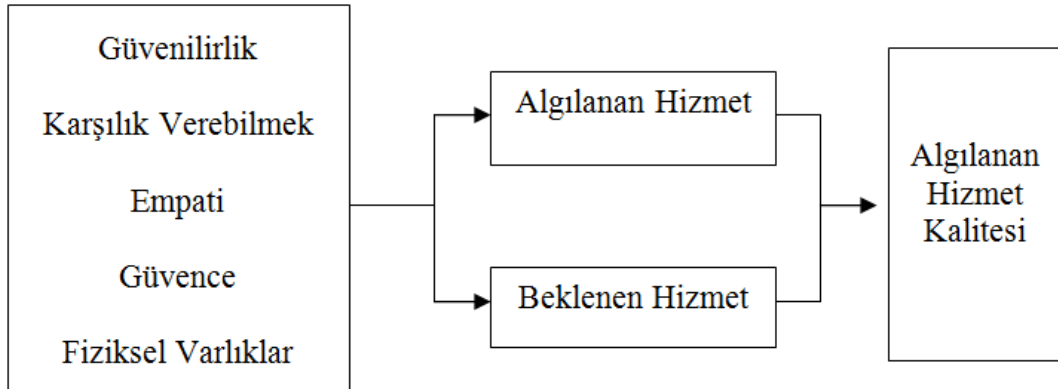 Güvenilirlik
Karşılık Verebilmek
Empati
Güvence
Fiziksel Varlıklar
Algılanan Hizmet
Beklenen Hizmet
Algılanan
Hizmet
Kalitesi